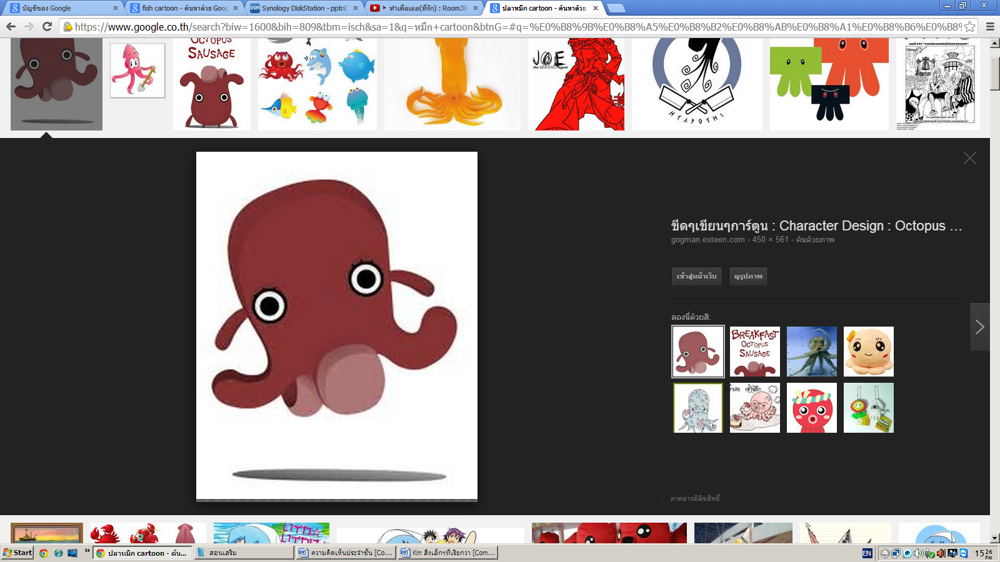 บัญชีของ Google
fish cartoon - ค้นหาด้วย Goog
Synology DiskStation - pptnD
ทำเพื่อเธอ(ที่รัก) : Room39
ปลาหมึก cartoon - ค้นหาด้วย
https://www.google.co.th/search?biw=1600&bih=809&tbm=isch&sa=1&q=หมึก+cartoon&btnG=#q=%E0%B8%9B%E0%B8%A5%E0%B8%B2%E0%B8%AB%E0%B8%A1%E0%B8%B6%E0%B8%
OCTOPUS
SAUSAGE
JOE
the SEA-CRET agent
HTAPOTHI
ขีดๆเขียนๆการ์ตูน : Character Design : Octopus ...
gogman.exteen.com - 450 × 561 - ค้นด้วยภาพ
เข้าสู่หน้าเว็บ
ดูรูปภาพ
ลองนี่ด้วยสิ:
BREAKFAST
OCTOPUS
SAUSAGE
ภาพอาจมีลิขสิทธิ์
Start
ปลาหมึก cartoon - ค้น...
สอนเสริม
ความคิดเห็นประจำชั้น [Co...
Km สิ่งเล็กๆที่เรียกว่า [Com...
EN
15:26
PM